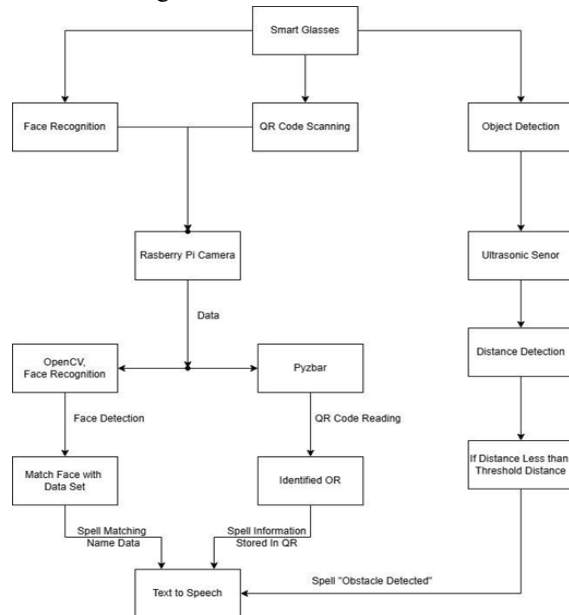 Smart Glasses
Face Recognition
QR Code Scanning
Object Detection
Rasberry Pi Camera
Ultrasonic Senor
Data
OpenCV,
Face Recognition
Pyzbar
Distance Detection
Face Detection
QR Code Reading
Match Face with
Data Set
Identified OR
If Distance Less than
Threshold Distance
Spell Matching
Name Data
Spell Information
Stored In QR
Text to Speech
Spell "Obstacle Detected"